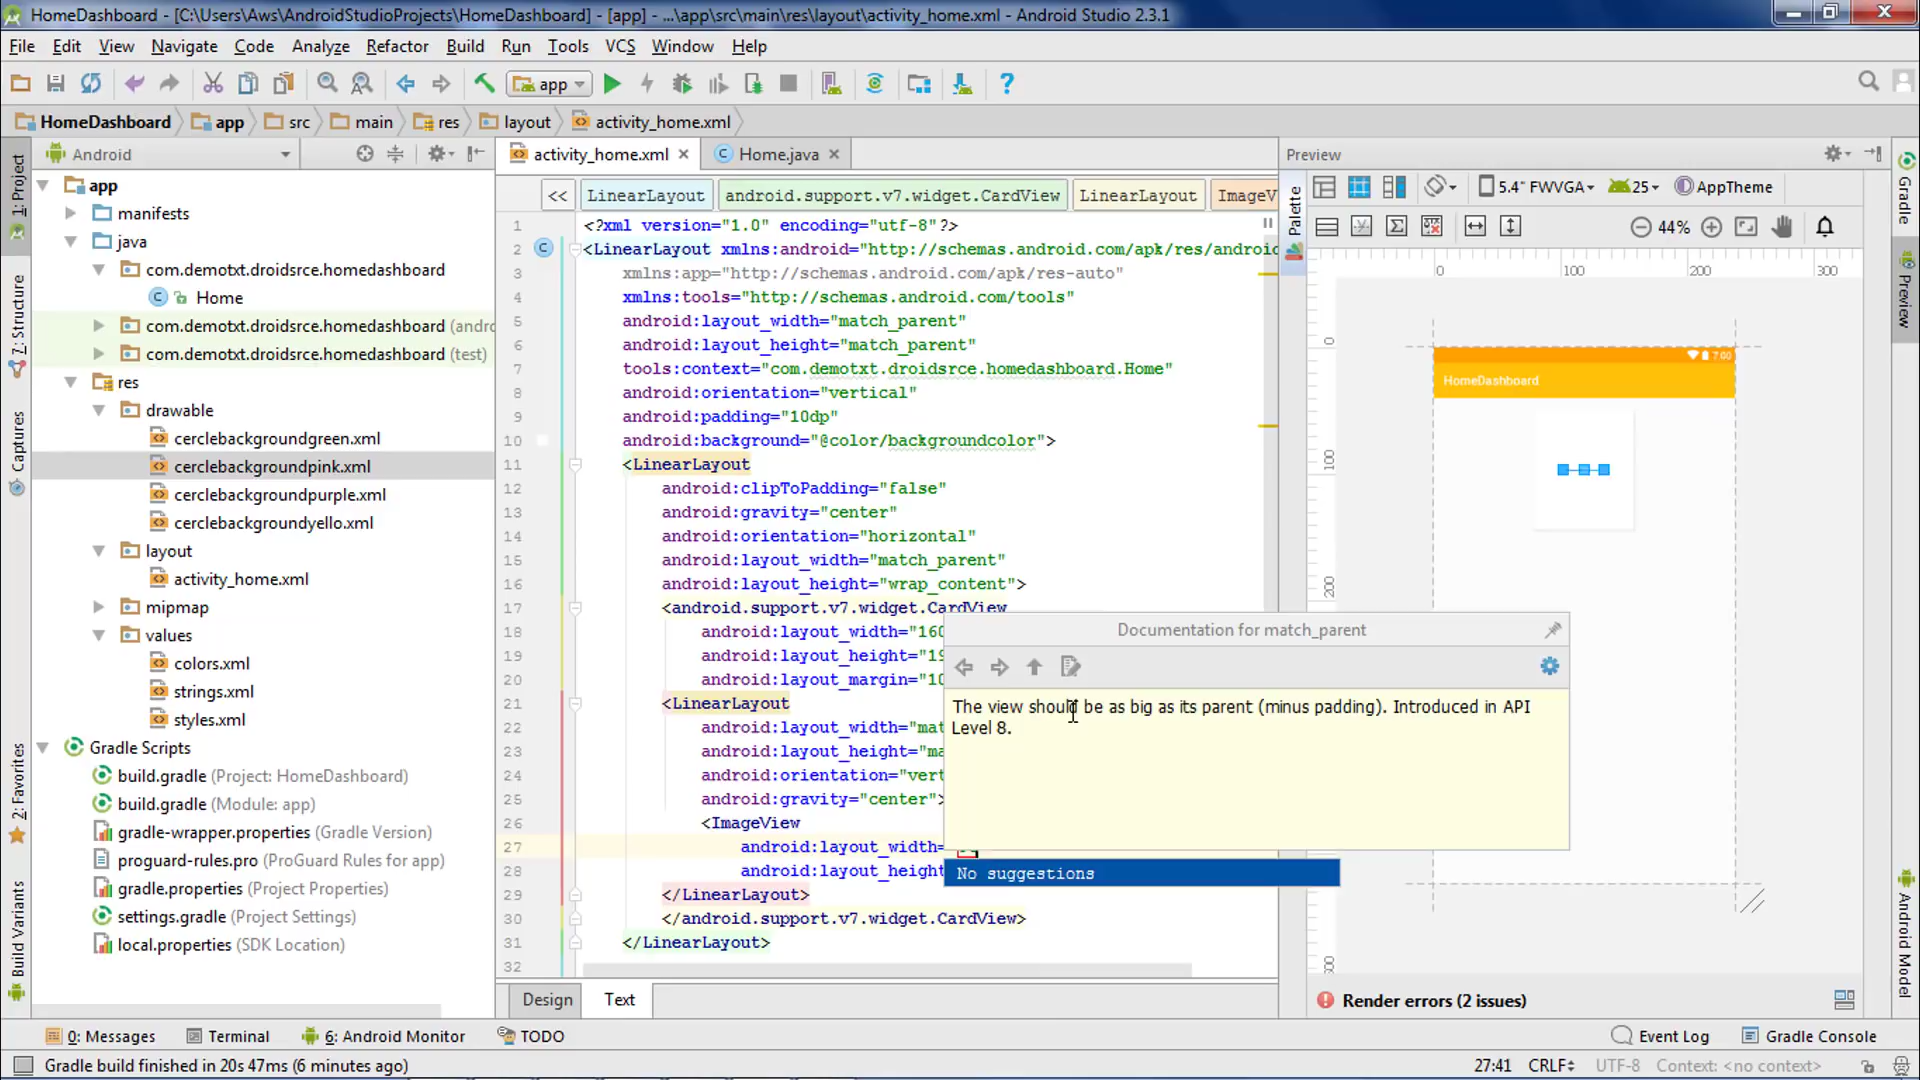 HomeDashboard - [C:\Users\Aws\AndroidStudioProjects\HomeDashboard] - [app] - ...\app\src\main\res\layout\activity_home.xml - Android Studio 2.3.1
File Edit View Navigate Code Analyze Refactor Build Run Tools VCS Window Help
app
HomeDashboard app src main res layout activity_home.xml
Android
activity_home.xml Home.java
Preview
1: Project
7: Structure
Captures
2: Favorites
Build Variants
app
manifests
java
com.demotxt.droidsrce.homedashboard
Home
com.demotxt.droidsrce.homedashboard (andro
com.demotxt.droidsrce.homedashboard (test)
res
drawable
cerclebackgroundgreen.xml
cerclebackgroundpink.xml
cerclebackgroundpurple.xml
cerclebackgroundyello.xml
layout
activity_home.xml
mipmap
values
colors.xml
strings.xml
styles.xml
Gradle Scripts
build.gradle (Project: HomeDashboard)
build.gradle (Module: app)
gradle-wrapper.properties (Gradle Version)
proguard-rules.pro (ProGuard Rules for app)
gradle.properties (Project Properties)
settings.gradle (Project Settings)
local.properties (SDK Location)
<< LinearLayout android.support.v7.widget.CardView LinearLayout ImageV
1 <?xml version="1.0" encoding="utf-8"?>
2 <LinearLayout xmlns:android="http://schemas.android.com/apk/res/android
3 xmlns:app="http://schemas.android.com/apk/res-auto"
4 xmlns:tools="http://schemas.android.com/tools"
5 android:layout_width="match_parent"
6 android:layout_height="match_parent"
7 tools:context="com.demotxt.droidsrce.homedashboard.Home"
8 android:orientation="vertical"
9 android:padding="10dp"
10 android:background="@color/backgroundcolor">
11 <LinearLayout
12 android:clipToPadding="false"
13 android:gravity="center"
14 android:orientation="horizontal"
15 android:layout_width="match_parent"
16 android:layout_height="wrap_content">
17 <android.support.v7.widget.CardView
18 android:layout_width="160
19 android:layout_height="19
20 android:layout_margin="10
21 <LinearLayout
22 android:layout_width="mat
23 android:layout_height="ma
24 android:orientation="vert
25 android:gravity="center">
26 <ImageView
27 android:layout_width=
28 android:layout_height
29 </LinearLayout>
30 </android.support.v7.widget.CardView>
31 </LinearLayout>
32
Documentation for match_parent
The view should be as big as its parent (minus padding). Introduced in API
Level 8.
No suggestions
Design Text
Palette
5.4" FWVGA 25 AppTheme
44%
0 100 200 300
0
100
200
7:00
HomeDashboard
Render errors (2 issues)
Gradle
Preview
Android Model
0: Messages Terminal 6: Android Monitor TODO Event Log Gradle Console
Gradle build finished in 20s 47ms (6 minutes ago) 27:41 CRLF UTF-8 Context: <no context>